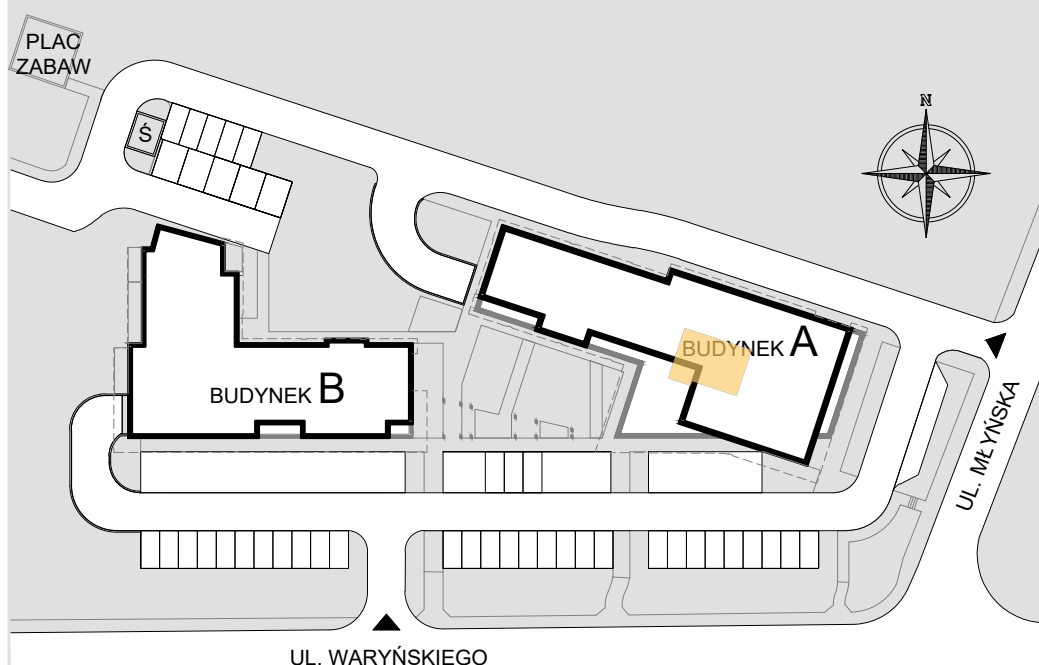 PLAC
ZABAW
Ś
N
BUDYNEK A
BUDYNEK B
UL. MŁYŃSKA
UL. WARYŃSKIEGO